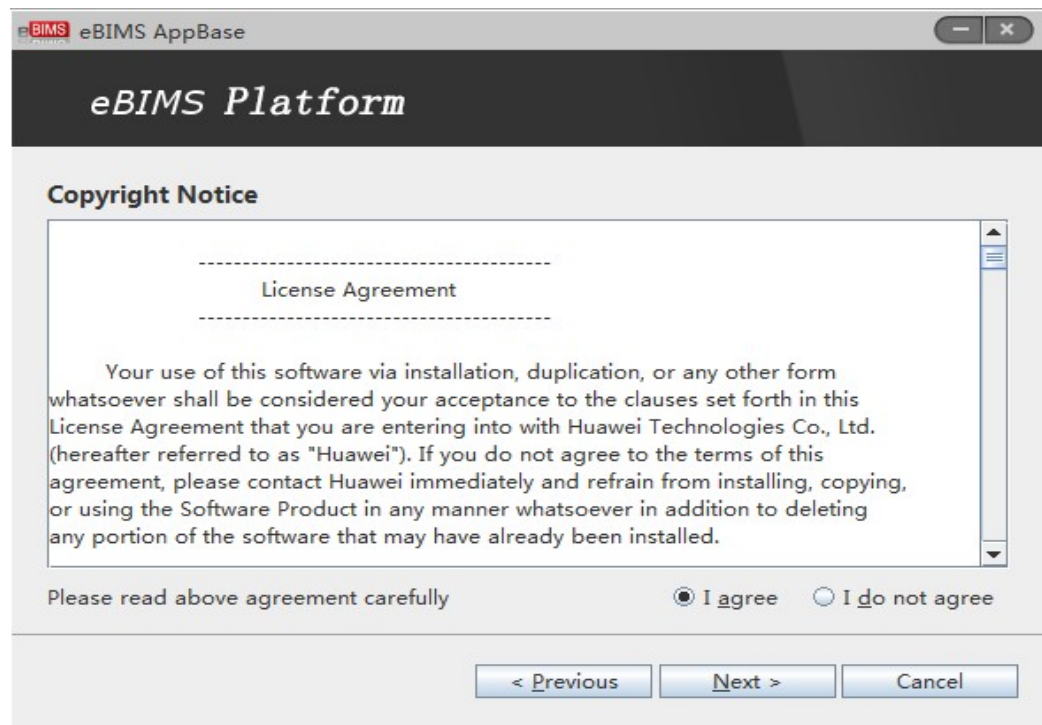 eBIMS eBIMS AppBase
eBIMS Platform
Copyright Notice
----------------------------------------
License Agreement
----------------------------------------
Your use of this software via installation, duplication, or any other form
whatsoever shall be considered your acceptance to the clauses set forth in this
License Agreement that you are entering into with Huawei Technologies Co., Ltd.
(hereafter referred to as "Huawei"). If you do not agree to the terms of this
agreement, please contact Huawei immediately and refrain from installing, copying,
or using the Software Product in any manner whatsoever in addition to deleting
any portion of the software that may have already been installed.
Please read above agreement carefully I agree I do not agree
< Previous Next > Cancel